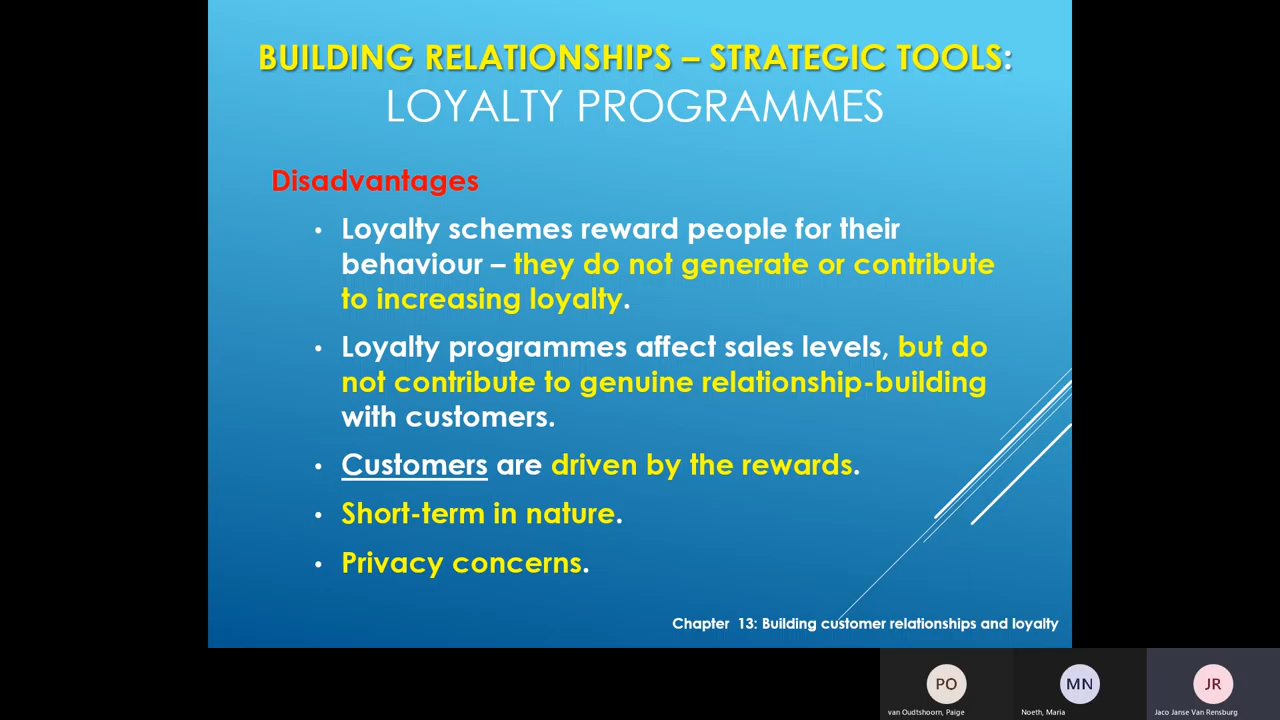 BUILDING RELATIONSHIPS – STRATEGIC TOOLS:
LOYALTY PROGRAMMES
Disadvantages
• Loyalty schemes reward people for their
behaviour – they do not generate or contribute
to increasing loyalty.
• Loyalty programmes affect sales levels, but do
not contribute to genuine relationship-building
with customers.
• Customers are driven by the rewards.
• Short-term in nature.
• Privacy concerns.
Chapter 13: Building customer relationships and loyalty
PO
MN
JR
van Oudtshoorn, Paige
Noeth, Maria
Jaco Janse Van Rensburg